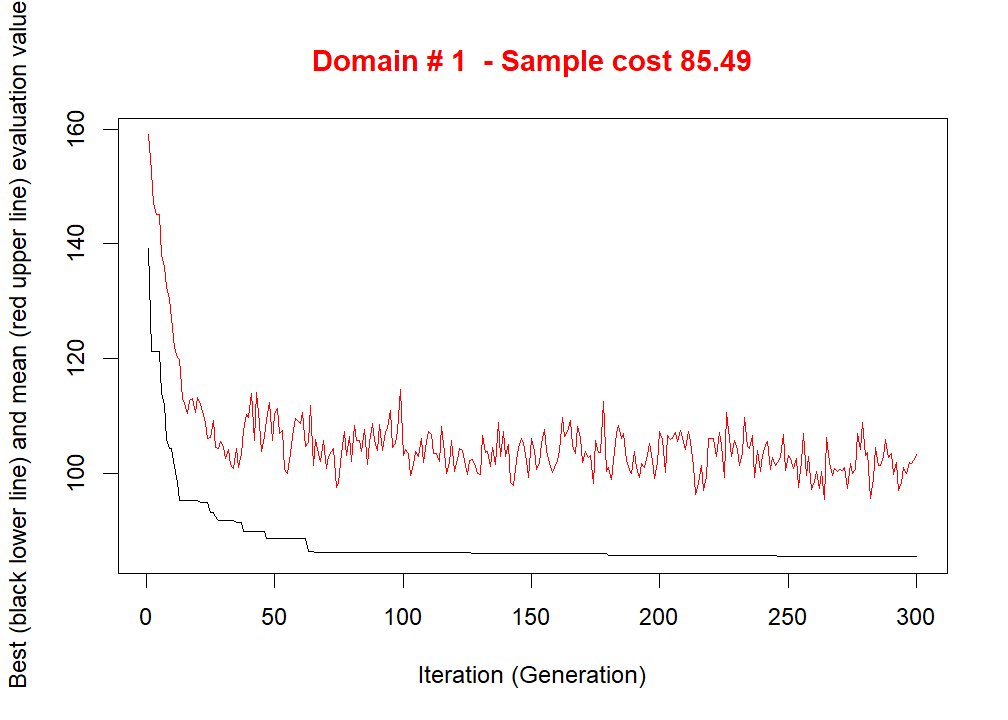 Domain # 1  - Sample cost 85.49
Best (black lower line) and mean (red upper line) evaluation value
160
140
120
100
0 50 100 150 200 250 300
Iteration (Generation)